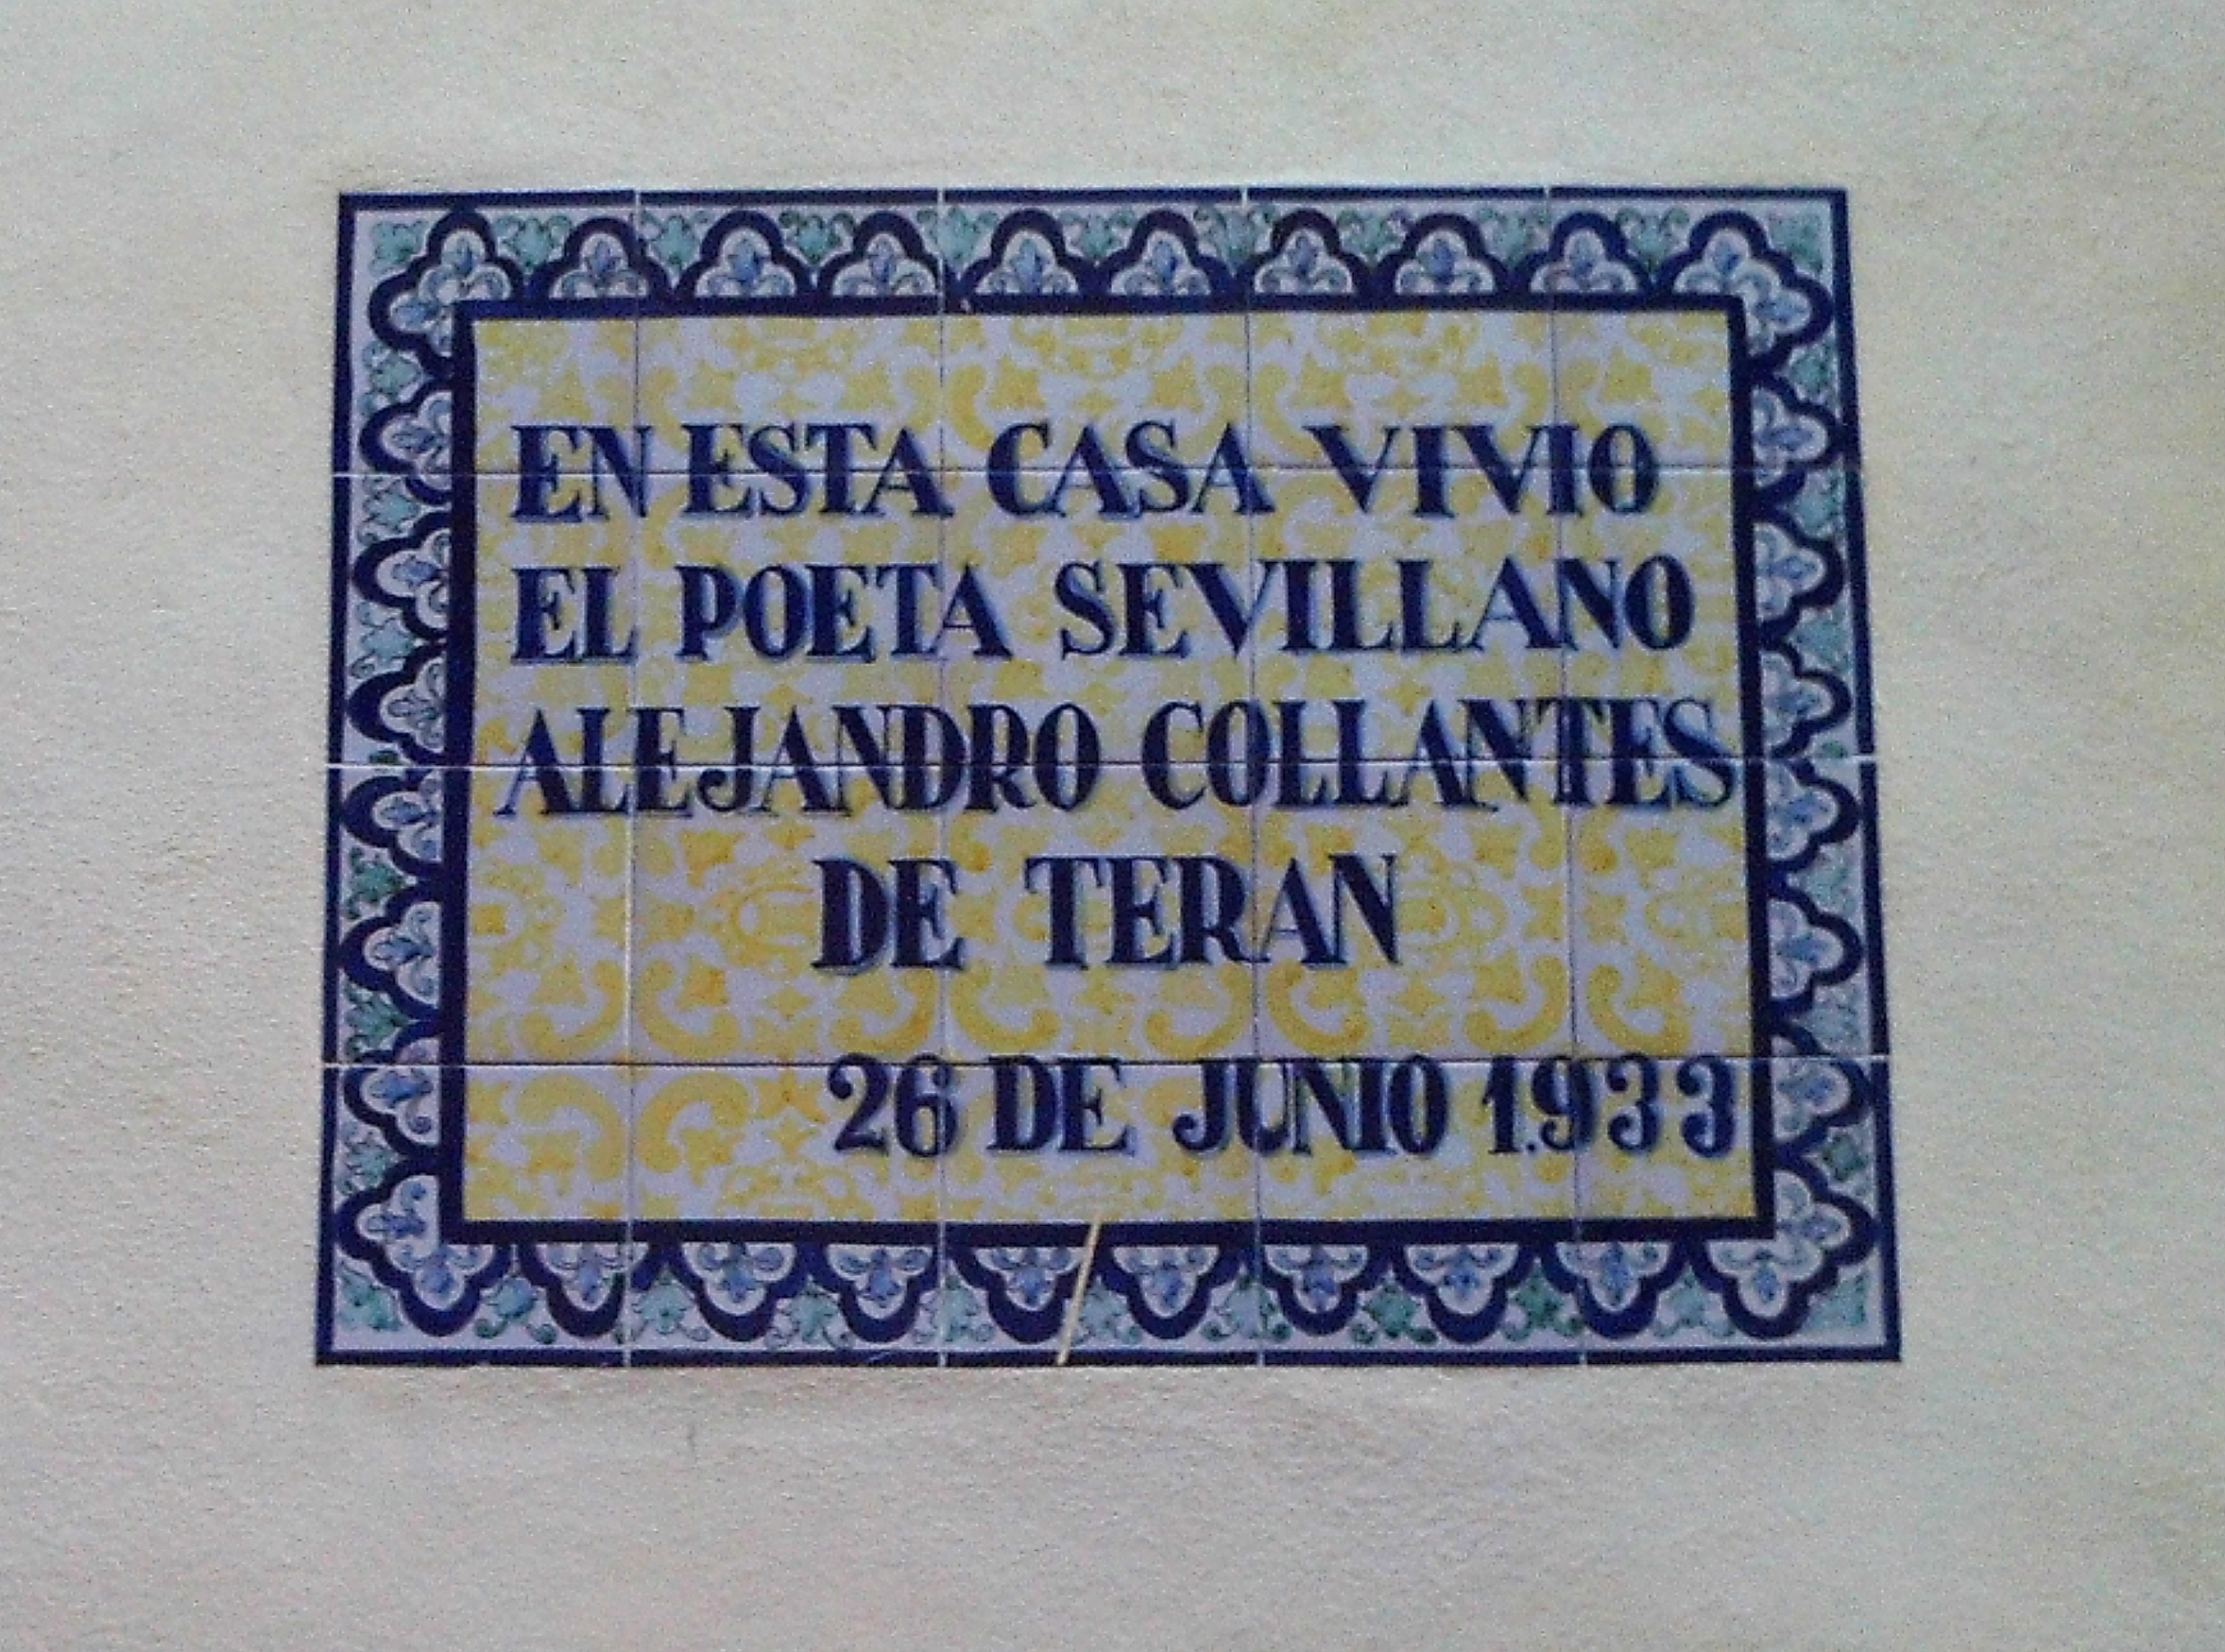 EN ESTA CASA VIVIO
EL POETA SEVILLANO
ALEJANDRO COLLANTES
DE TERAN
26 DE JUNIO 1.933